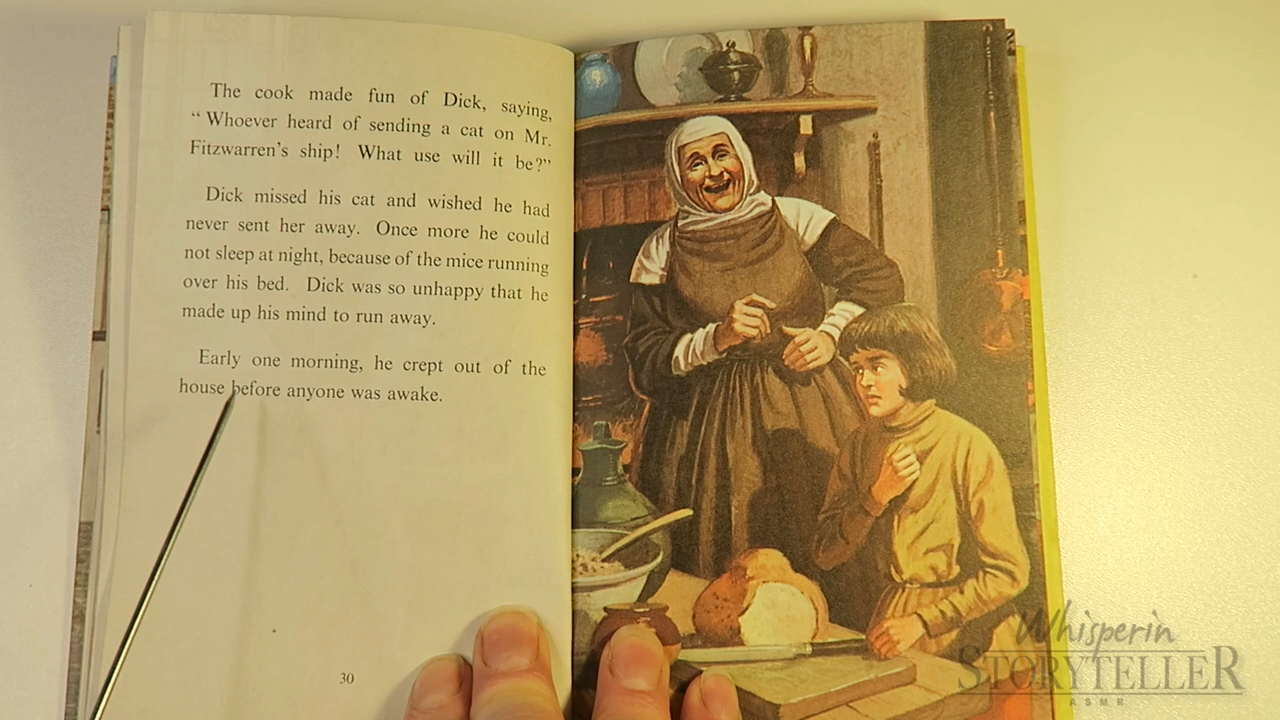 The cook made fun of Dick, saying,
“ Whoever heard of sending a cat on Mr.
Fitzwarren's ship! What use will it be?”
Dick missed his cat and wished he had
never sent her away. Once more he could
not sleep at night, because of the mice running
over his bed. Dick was so unhappy that he
made up his mind to run away.
Early one morning, he crept out of the
house before anyone was awake.
30
Whisperin
STORYTELLER
ASMR